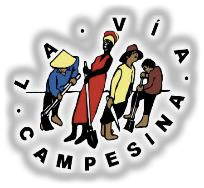 LA · VÍA
· CAMPESINA ·